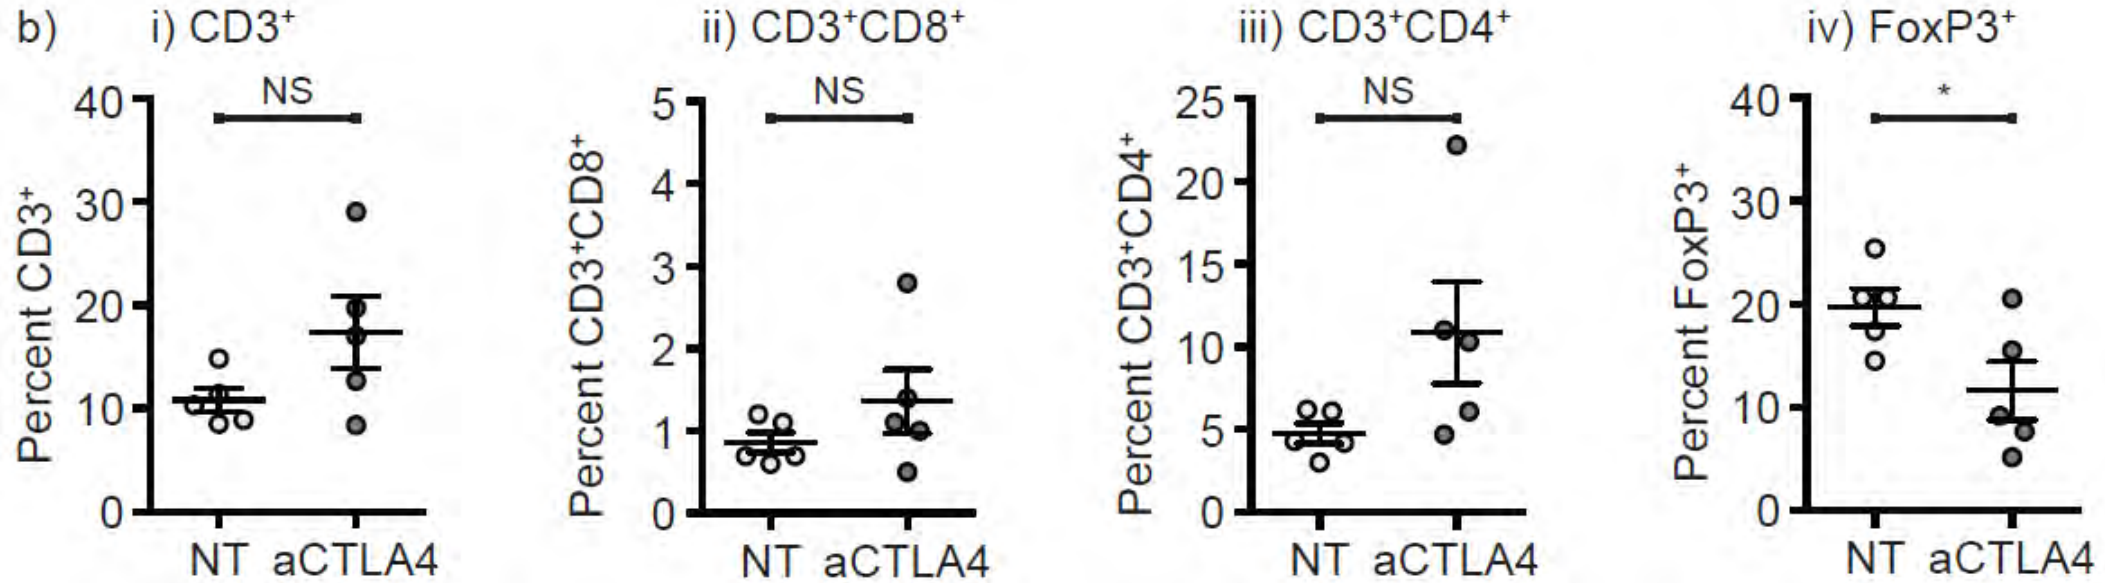 b)
i) CD3⁺
ii) CD3⁺CD8⁺
iii) CD3⁺CD4⁺
iv) FoxP3⁺
Percent CD3⁺
40
30
20
10
0
NS
NT aCTLA4
Percent CD3⁺CD8⁺
5
4
3
2
1
0
NS
NT aCTLA4
Percent CD3⁺CD4⁺
25
20
15
10
5
0
NS
NT aCTLA4
Percent FoxP3⁺
40
30
20
10
0
*
NT aCTLA4